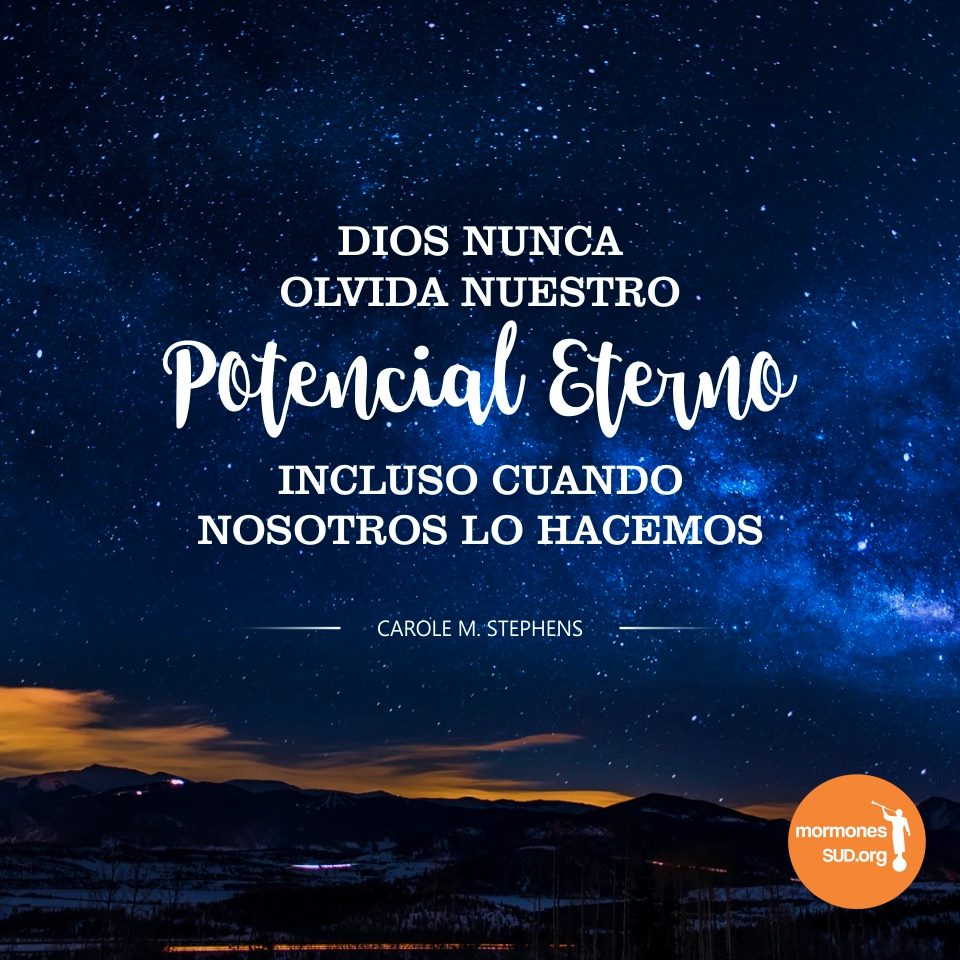 DIOS NUNCA
OLVIDA NUESTRO
Potencial Eterno
INCLUSO CUANDO
NOSOTROS LO HACEMOS
CAROLE M. STEPHENS
mormones
SUD.org